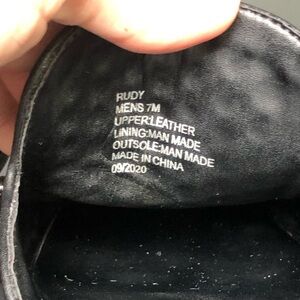 RUDY
MENS 7M
UPPER:LEATHER
LINING:MAN MADE
OUTSOLE:MAN MADE
MADE IN CHINA
09/2020